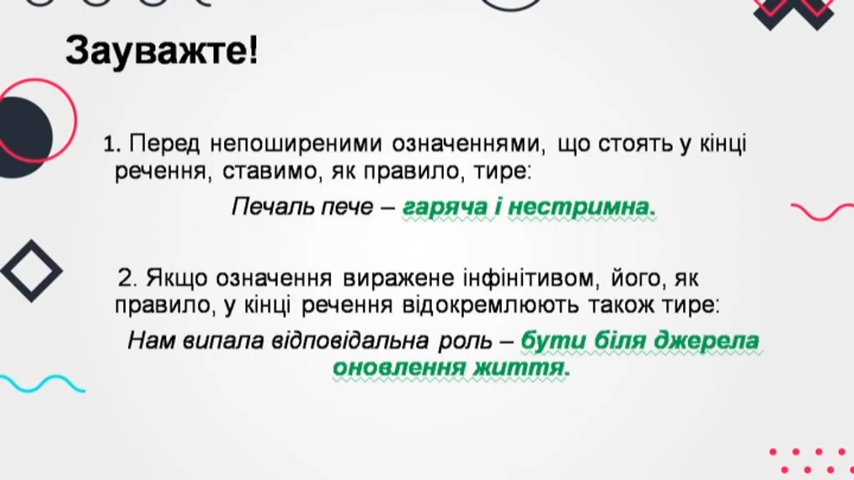 Зауважте!
1. Перед непоширеними означеннями, що стоять у кінці
речення, ставимо, як правило, тире:
Печаль пече – гаряча і нестримна.
2. Якщо означення виражене інфінітивом, його, як
правило, у кінці речення відокремлюють також тире:
Нам випала відповідальна роль – бути біля джерела
оновлення життя.